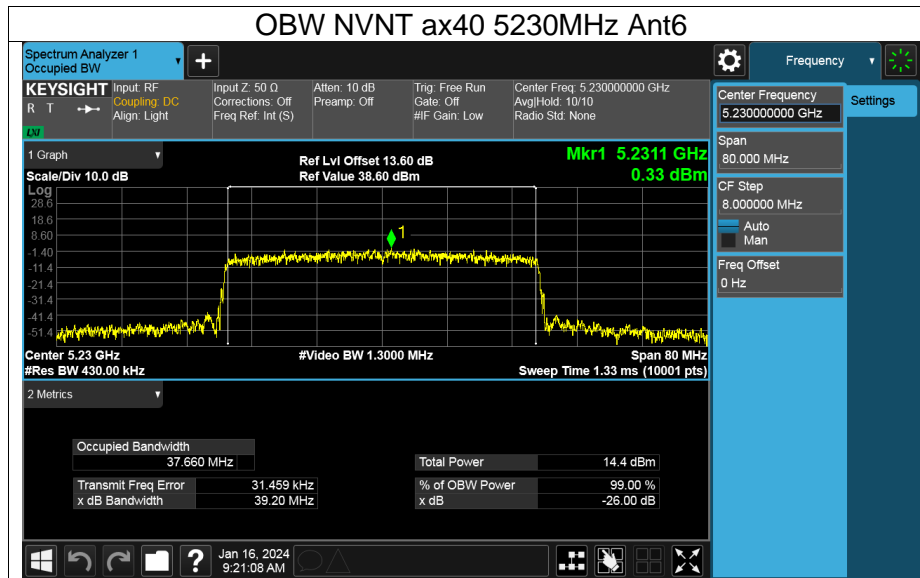 OBW NVNT ax40 5230MHz Ant6
Spectrum Analyzer 1
Occupied BW
Frequency
KEYSIGHT
R T
LXI
Input: RF
Coupling: DC
Align: Light
Input Z: 50 Ω
Corrections: Off
Freq Ref: Int (S)
Atten: 10 dB
Preamp: Off
Trig: Free Run
Gate: Off
#IF Gain: Low
Center Freq: 5.230000000 GHz
Avg|Hold: 10/10
Radio Std: None
Center Frequency
5.230000000 GHz
Settings
Span
80.000 MHz
CF Step
8.000000 MHz
Auto
Man
Freq Offset
0 Hz
1 Graph
Scale/Div 10.0 dB
Ref Lvl Offset 13.60 dB
Ref Value 38.60 dBm
Mkr1 5.2311 GHz
0.33 dBm
Log
28.6
18.6
8.60
-1.40
-11.4
-21.4
-31.4
-41.4
-51.4
1
Center 5.23 GHz
#Video BW 1.3000 MHz
Span 80 MHz
#Res BW 430.00 kHz
Sweep Time 1.33 ms (10001 pts)
2 Metrics
Occupied Bandwidth
37.660 MHz
Total Power 14.4 dBm
Transmit Freq Error 31.459 kHz
% of OBW Power 99.00 %
x dB Bandwidth 39.20 MHz
x dB -26.00 dB
?
Jan 16, 2024
9:21:08 AM